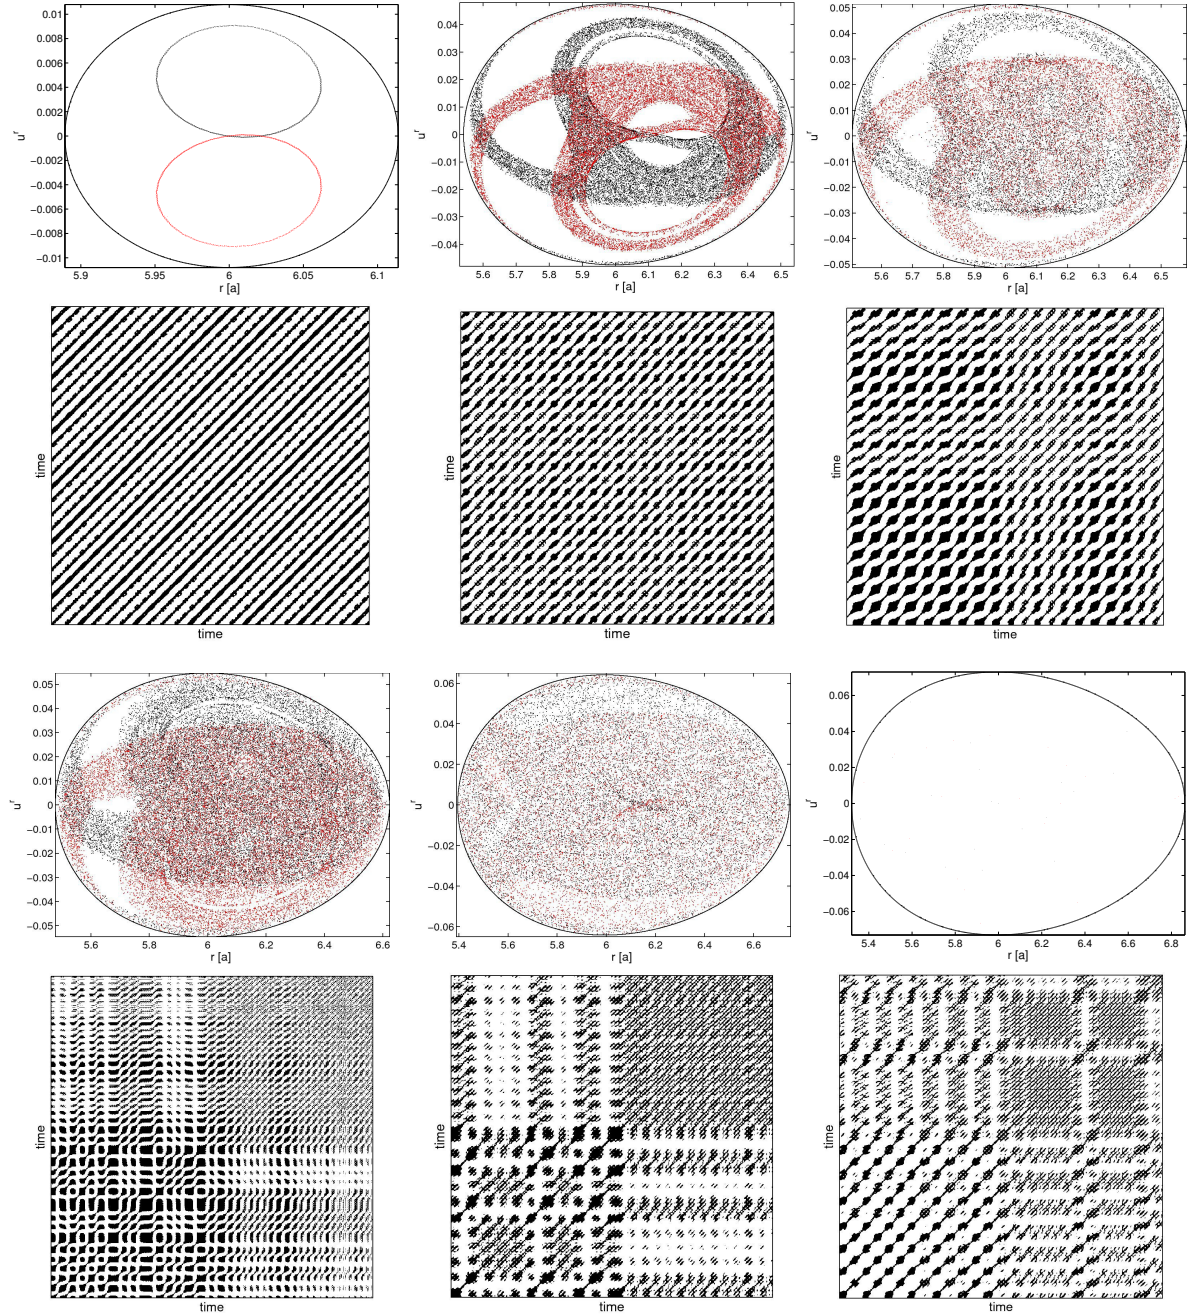 0.01
0.008
0.006
0.004
0.002
0
−0.002
−0.004
−0.006
−0.008
−0.01
u^r
5.9 5.95 6 6.05 6.1
r [a]
0.04
0.03
0.02
0.01
0
−0.01
−0.02
−0.03
−0.04
u^r
5.6 5.7 5.8 5.9 6 6.1 6.2 6.3 6.4 6.5
r [a]
0.05
0.04
0.03
0.02
0.01
0
−0.01
−0.02
−0.03
−0.04
−0.05
u^r
5.6 5.7 5.8 5.9 6 6.1 6.2 6.3 6.4 6.5
r [a]
time
time
time
time
time
time
0.05
0.04
0.03
0.02
0.01
0
−0.01
−0.02
−0.03
−0.04
−0.05
u^r
5.6 5.8 6 6.2 6.4 6.6
r [a]
0.06
0.04
0.02
0
−0.02
−0.04
−0.06
u^r
5.4 5.6 5.8 6 6.2 6.4 6.6
r [a]
0.06
0.04
0.02
0
−0.02
−0.04
−0.06
u^r
5.4 5.6 5.8 6 6.2 6.4 6.6 6.8
r [a]
time
time
time
time
time
time